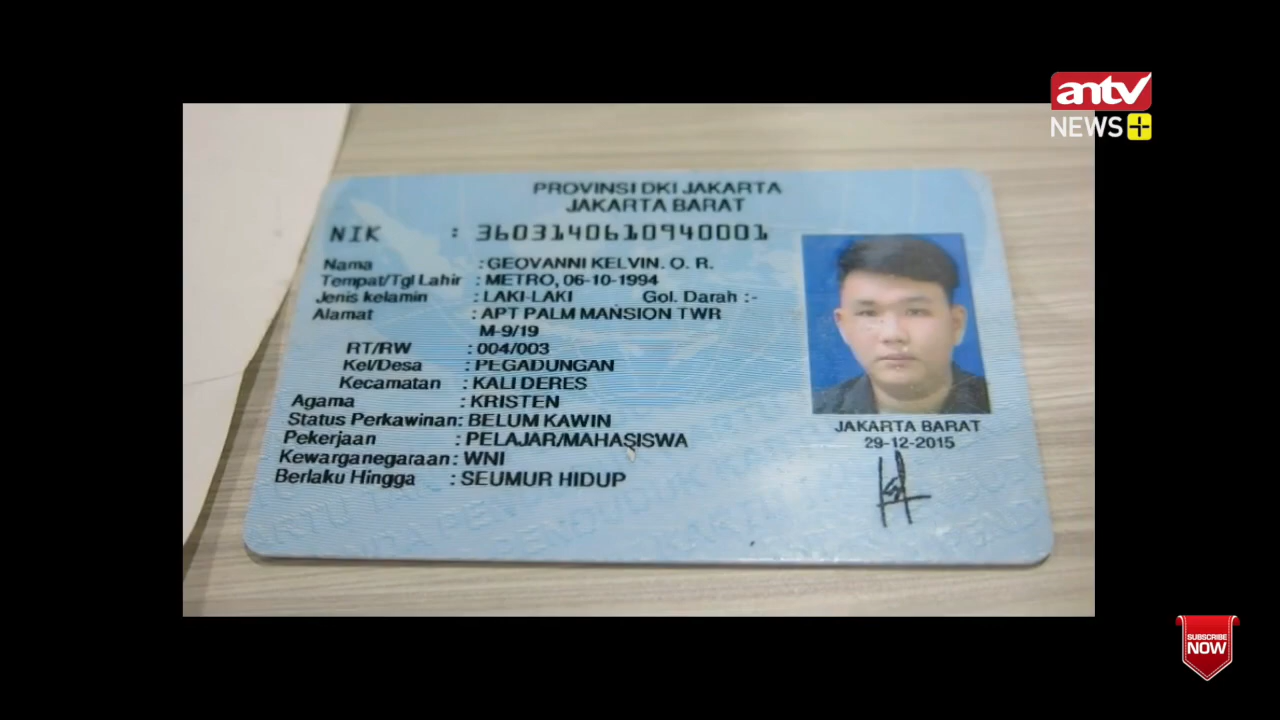 antv
NEWS+
PROVINSI DKI JAKARTA
JAKARTA BARAT
NIK : 3603140610940001
Nama : GEOVANNI KELVIN. O. R.
Tempat/Tgl Lahir : METRO, 06-10-1994
Jenis kelamin : LAKI-LAKI Gol. Darah :-
Alamat : APT PALM MANSION TWR
M-9/19
RT/RW : 004/003
Kel/Desa : PEGADUNGAN
Kecamatan : KALI DERES
Agama : KRISTEN
Status Perkawinan: BELUM KAWIN
Pekerjaan : PELAJAR/MAHASISWA
Kewarganegaraan: WNI
Berlaku Hingga : SEUMUR HIDUP
JAKARTA BARAT
29-12-2015
SUBSCRIBE
NOW